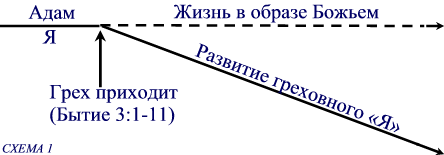 Адам
Жизнь в образе Божьем
Я
Развитие греховного «Я»
Грех приходит
(Бытие 3:1-11)
СХЕМА 1